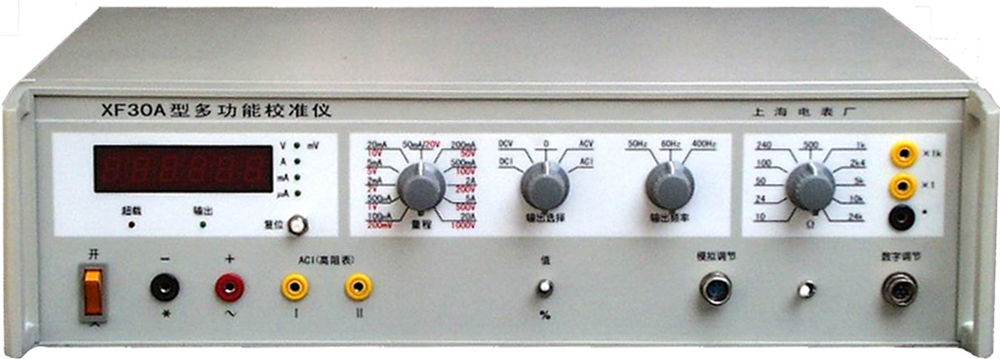 XF30A型多功能校准仪
上海电表厂
V mV
A
mA
μA
超载 输出
复位
20mA 50mA/20V 200mA
10V 50V
5mA 500mA
5V 100V
2mA 2A
2V 200V
500mA 5A
1V 500V
100mA 20A
200mV 1000V
量程
DCV 0 ACV
DCI ACI
输出选择
50Hz 60Hz 400Hz
输出频率
240 500 1k
100 2k4
50 5k
24 10k
10 24k
Ω
×1k
×1
*
开
− + ACI(高阻表)
* ~ I II
值
%
模拟调节
数字调节